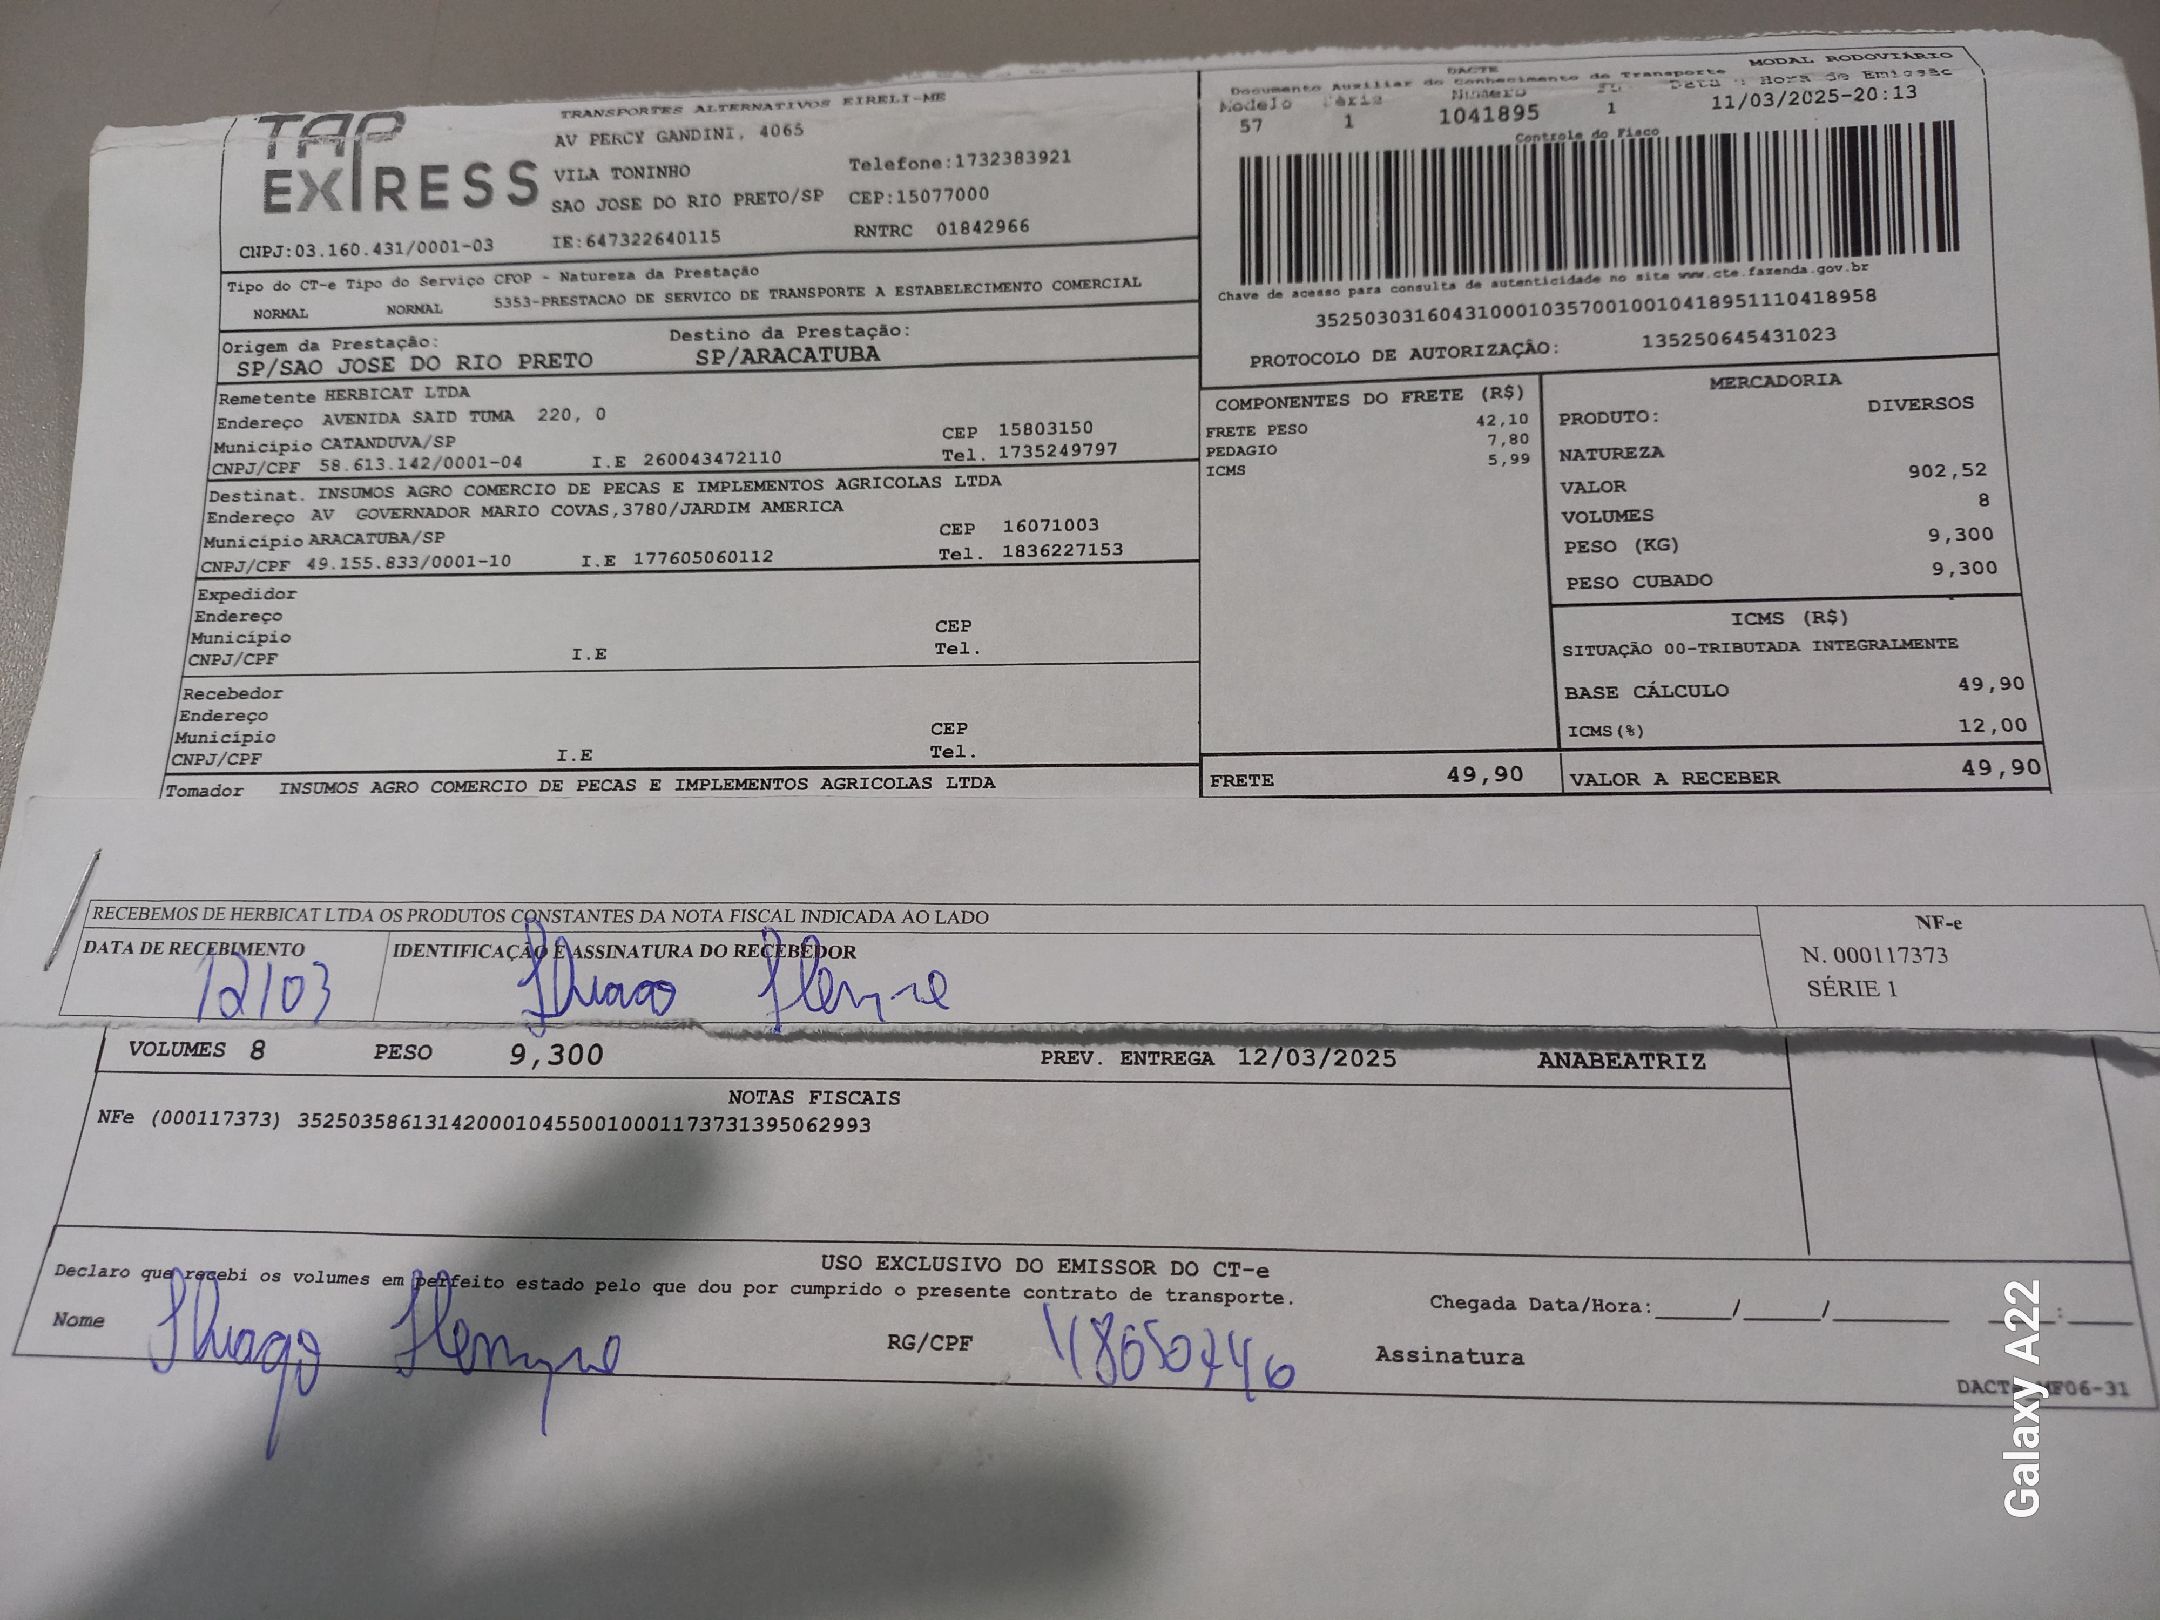 TAP
EXPRESS
TRANSPORTES ALTERNATIVOS EIRELI-ME
AV PERCY GANDINI, 4065
VILA TONINHO Telefone:1732383921
SAO JOSE DO RIO PRETO/SP CEP:15077000
CNPJ:03.160.431/0001-03 IE:647322640115 RNTRC 01842966
Tipo do CT-e Tipo do Serviço CFOP - Natureza da Prestação
NORMAL NORMAL 5353-PRESTACAO DE SERVICO DE TRANSPORTE A ESTABELECIMENTO COMERCIAL
Origem da Prestação: Destino da Prestação:
SP/SAO JOSE DO RIO PRETO SP/ARACATUBA
Remetente HERBICAT LTDA
Endereço AVENIDA SAID TUMA 220, 0
Município CATANDUVA/SP CEP 15803150
CNPJ/CPF 58.613.142/0001-04 I.E 260043472110 Tel. 1735249797
Destinat. INSUMOS AGRO COMERCIO DE PECAS E IMPLEMENTOS AGRICOLAS LTDA
Endereço AV GOVERNADOR MARIO COVAS,3780/JARDIM AMERICA
Município ARACATUBA/SP CEP 16071003
CNPJ/CPF 49.155.833/0001-10 I.E 177605060112 Tel. 1836227153
Expedidor
Endereço
Município CEP
CNPJ/CPF I.E Tel.
Recebedor
Endereço
Município CEP
CNPJ/CPF I.E Tel.
Tomador INSUMOS AGRO COMERCIO DE PECAS E IMPLEMENTOS AGRICOLAS LTDA
DACTE MODAL RODOVIÁRIO
Documento Auxiliar do Conhecimento de Transporte
Modelo Série Número Hora de Emissão
57 1 1041895 1 11/03/2025-20:13
Controle do Fisco
Chave de acesso para consulta de autenticidade no site www.cte.fazenda.gov.br
35250303160431000103570010010418951110418958
PROTOCOLO DE AUTORIZAÇÃO: 135250645431023
COMPONENTES DO FRETE (R$)
FRETE PESO 42,10
PEDAGIO 7,80
ICMS 5,99
FRETE 49,90
MERCADORIA
PRODUTO: DIVERSOS
NATUREZA
VALOR 902,52
VOLUMES 8
PESO (KG) 9,300
PESO CUBADO 9,300
ICMS (R$)
SITUAÇÃO 00-TRIBUTADA INTEGRALMENTE
BASE CÁLCULO 49,90
ICMS(%) 12,00
VALOR A RECEBER 49,90
RECEBEMOS DE HERBICAT LTDA OS PRODUTOS CONSTANTES DA NOTA FISCAL INDICADA AO LADO
DATA DE RECEBIMENTO IDENTIFICAÇÃO E ASSINATURA DO RECEBEDOR
12/03 Thiago Henrique
NF-e
N. 000117373
SÉRIE 1
VOLUMES 8 PESO 9,300 PREV. ENTREGA 12/03/2025 ANABEATRIZ
NOTAS FISCAIS
NFe (000117373) 35250358613142000104550010001173731395062993
USO EXCLUSIVO DO EMISSOR DO CT-e
Declaro que recebi os volumes em perfeito estado pelo que dou por cumprido o presente contrato de transporte.
Chegada Data/Hora:_____/_____/_______ ____:____
Nome Thiago Henrique RG/CPF Assinatura
Galaxy A22